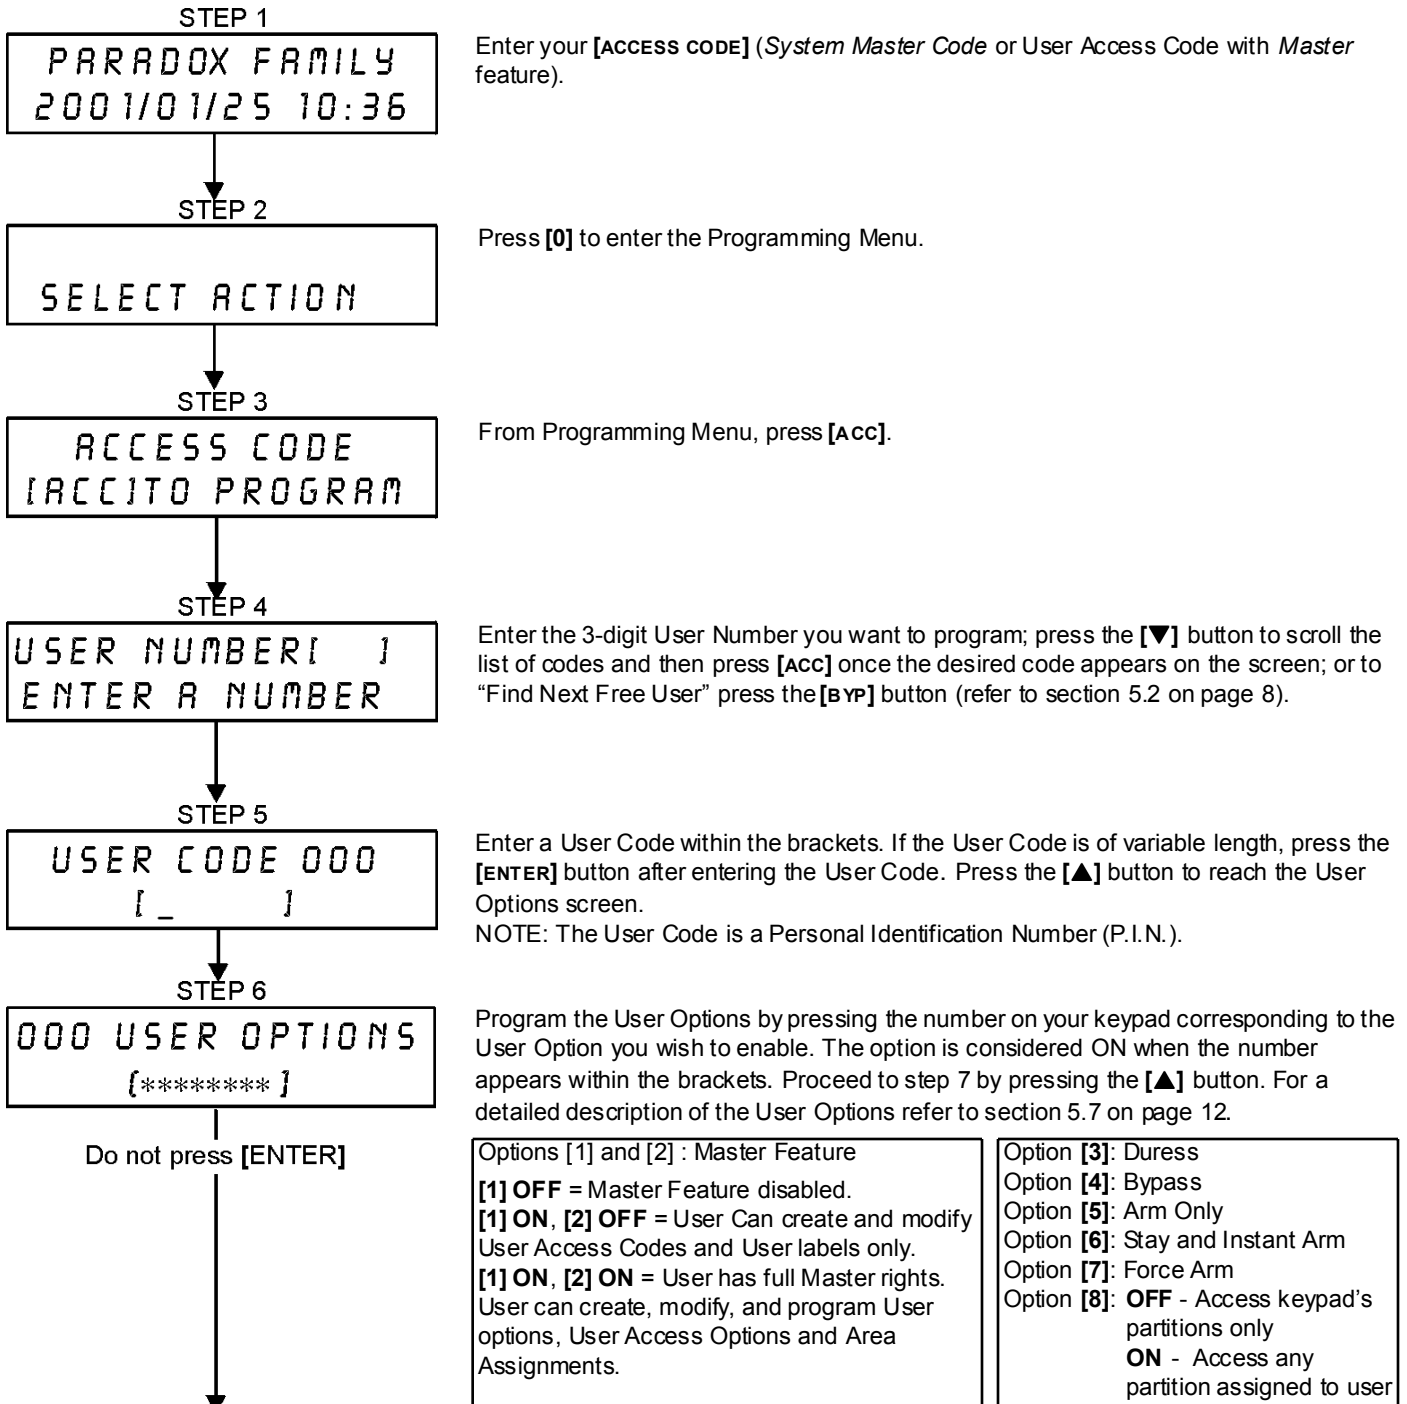 STEP 1
PARADOX FAMILY
2001/01/25 10:36
Enter your [ACCESS CODE] (System Master Code or User Access Code with Master
feature).
STEP 2
SELECT ACTION
Press [0] to enter the Programming Menu.
STEP 3
ACCESS CODE
[ACC]TO PROGRAM
From Programming Menu, press [ACC].
STEP 4
USER NUMBER[ ]
ENTER A NUMBER
Enter the 3-digit User Number you want to program; press the [▼] button to scroll the
list of codes and then press [ACC] once the desired code appears on the screen; or to
“Find Next Free User” press the [BYP] button (refer to section 5.2 on page 8).
STEP 5
USER CODE 000
[ _ ]
Enter a User Code within the brackets. If the User Code is of variable length, press the
[ENTER] button after entering the User Code. Press the [▲] button to reach the User
Options screen.
NOTE: The User Code is a Personal Identification Number (P.I.N.).
STEP 6
000 USER OPTIONS
[******** ]
Program the User Options by pressing the number on your keypad corresponding to the
User Option you wish to enable. The option is considered ON when the number
appears within the brackets. Proceed to step 7 by pressing the [▲] button. For a
detailed description of the User Options refer to section 5.7 on page 12.
Do not press [ENTER]
Options [1] and [2] : Master Feature
[1] OFF = Master Feature disabled.
[1] ON, [2] OFF = User Can create and modify
User Access Codes and User labels only.
[1] ON, [2] ON = User has full Master rights.
User can create, modify, and program User
options, User Access Options and Area
Assignments.
Option [3]: Duress
Option [4]: Bypass
Option [5]: Arm Only
Option [6]: Stay and Instant Arm
Option [7]: Force Arm
Option [8]: OFF - Access keypad’s
partitions only
ON - Access any
partition assigned to user